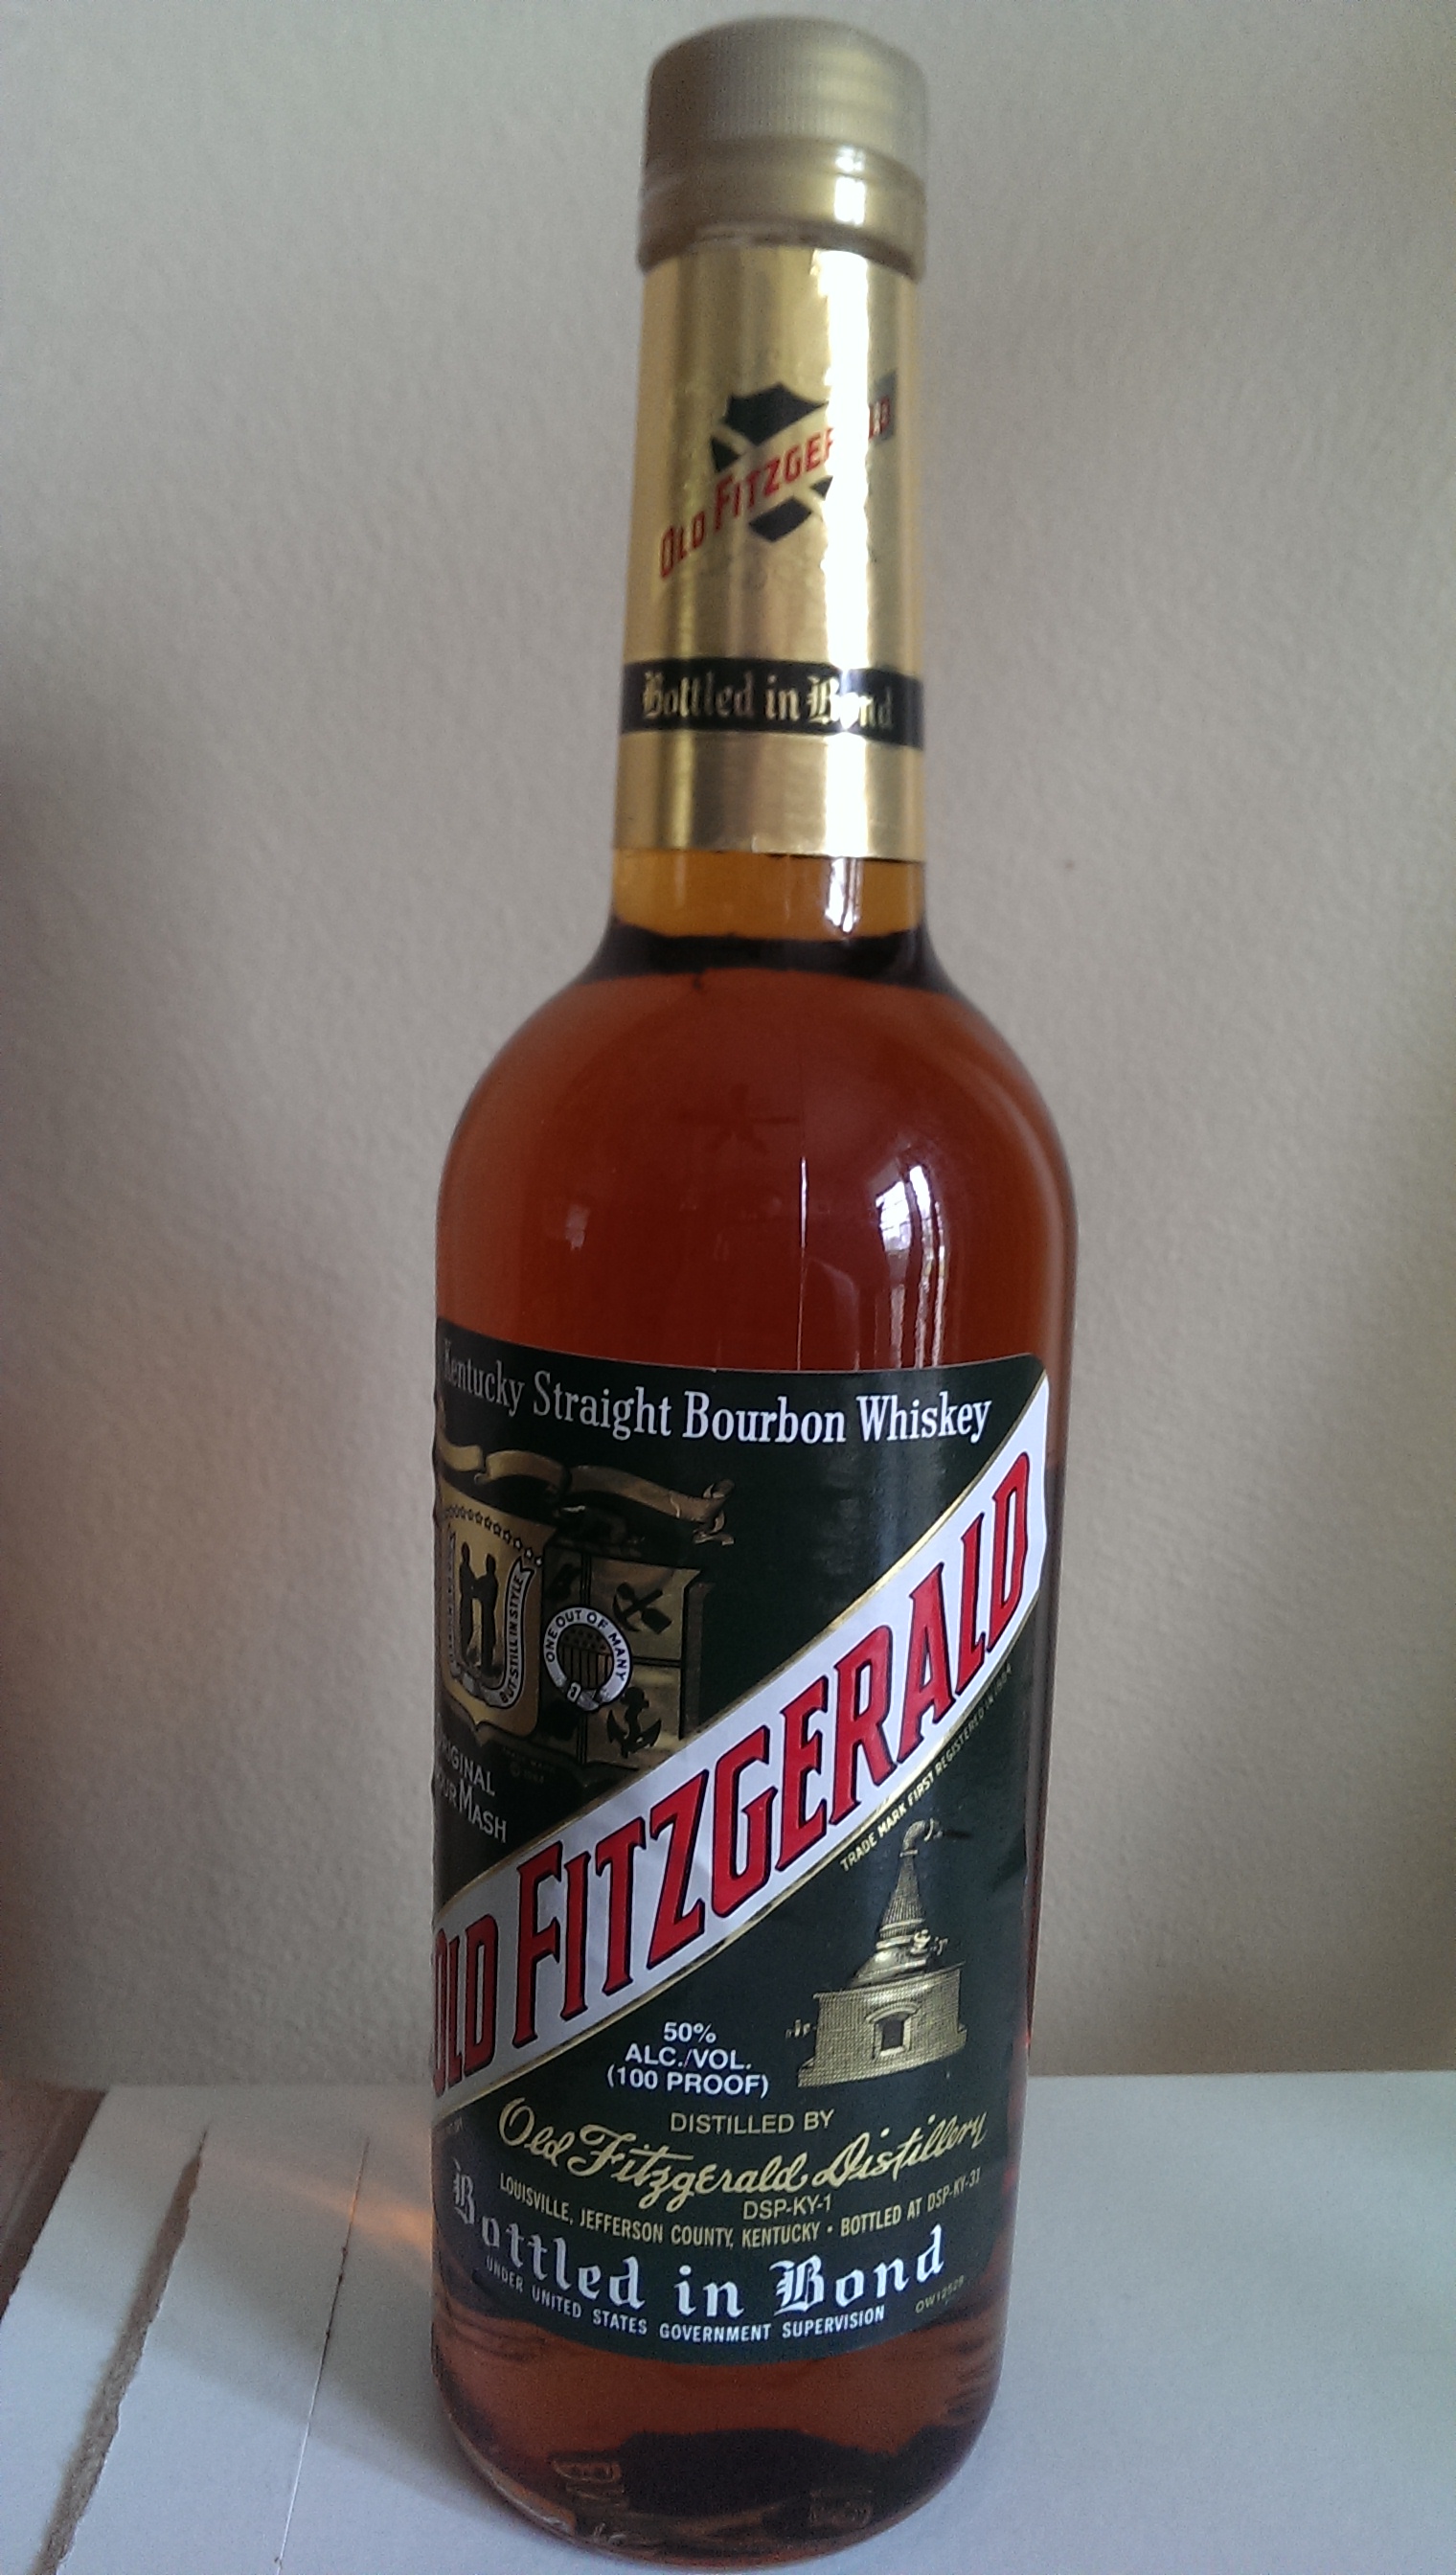 OLD FITZGERALD
Bottled in Bond
Kentucky Straight Bourbon Whiskey
BUT STILL IN STYLE
ONE OUT OF MANY
ORIGINAL
SOUR MASH
OLD FITZGERALD
TRADE MARK FIRST REGISTERED IN 1884
50%
ALC./VOL.
(100 PROOF)
DISTILLED BY
Old Fitzgerald Distillery
DSP-KY-1
LOUISVILLE, JEFFERSON COUNTY, KENTUCKY • BOTTLED AT DSP-KY-31
Bottled in Bond
UNDER UNITED STATES GOVERNMENT SUPERVISION